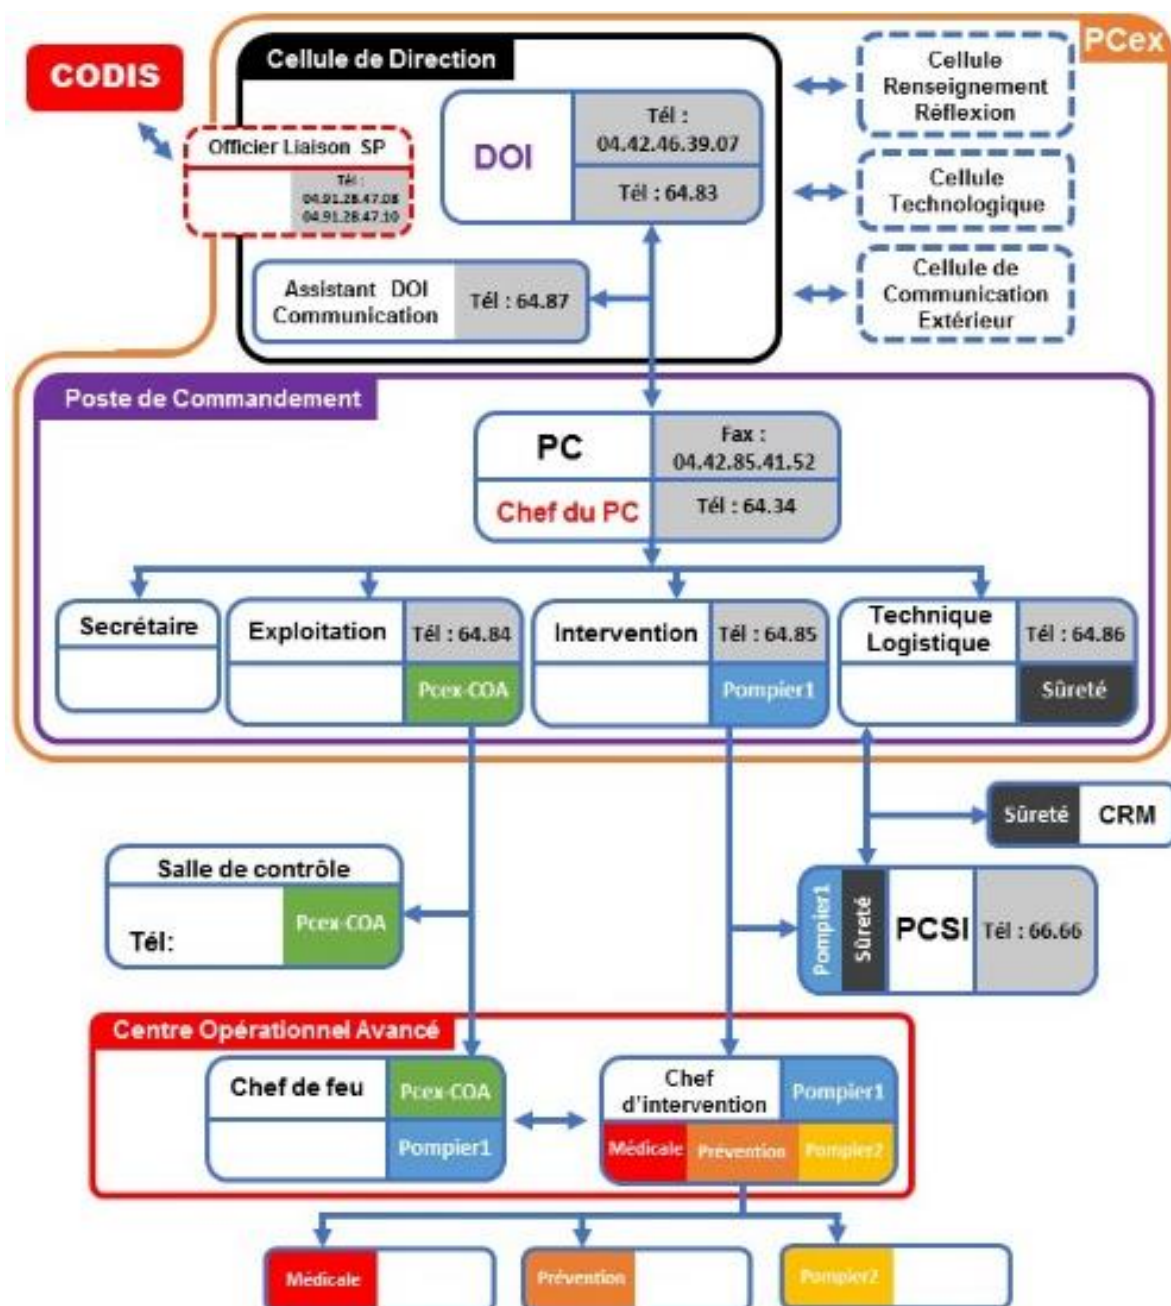 PCex
CODIS
Cellule de Direction
Officier Liaison SP
Tél :
04.91.28.47.08
04.91.28.47.10
DOI
Tél :
04.42.46.39.07
Tél : 64.83
Assistant DOI
Communication
Tél : 64.87
Cellule
Renseignement
Réflexion
Cellule
Technologique
Cellule de
Communication
Extérieur
Poste de Commandement
PC
Fax :
04.42.85.41.52
Chef du PC
Tél : 64.34
Secrétaire
Exploitation
Tél : 64.84
Pcex-COA
Intervention
Tél : 64.85
Pompier1
Technique
Logistique
Tél : 64.86
Sûreté
Sûreté
CRM
Salle de contrôle
Tél:
Pcex-COA
Pompier1
Sûreté
PCSI
Tél : 66.66
Centre Opérationnel Avancé
Chef de feu
Pcex-COA
Pompier1
Chef
d'intervention
Pompier1
Médicale
Prévention
Pompier2
Médicale
Prévention
Pompier2